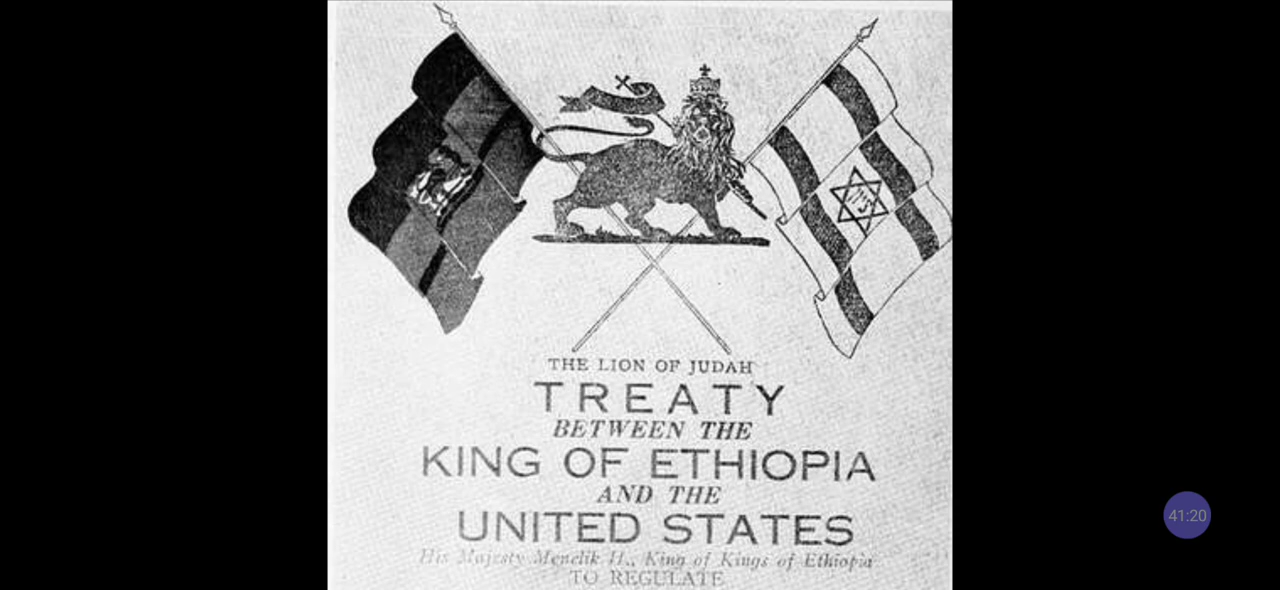 ציון
THE LION OF JUDAH
TREATY
BETWEEN THE
KING OF ETHIOPIA
AND THE
UNITED STATES
His Majesty Menelik II., King of Kings of Ethiopia
TO REGULATE
41:20